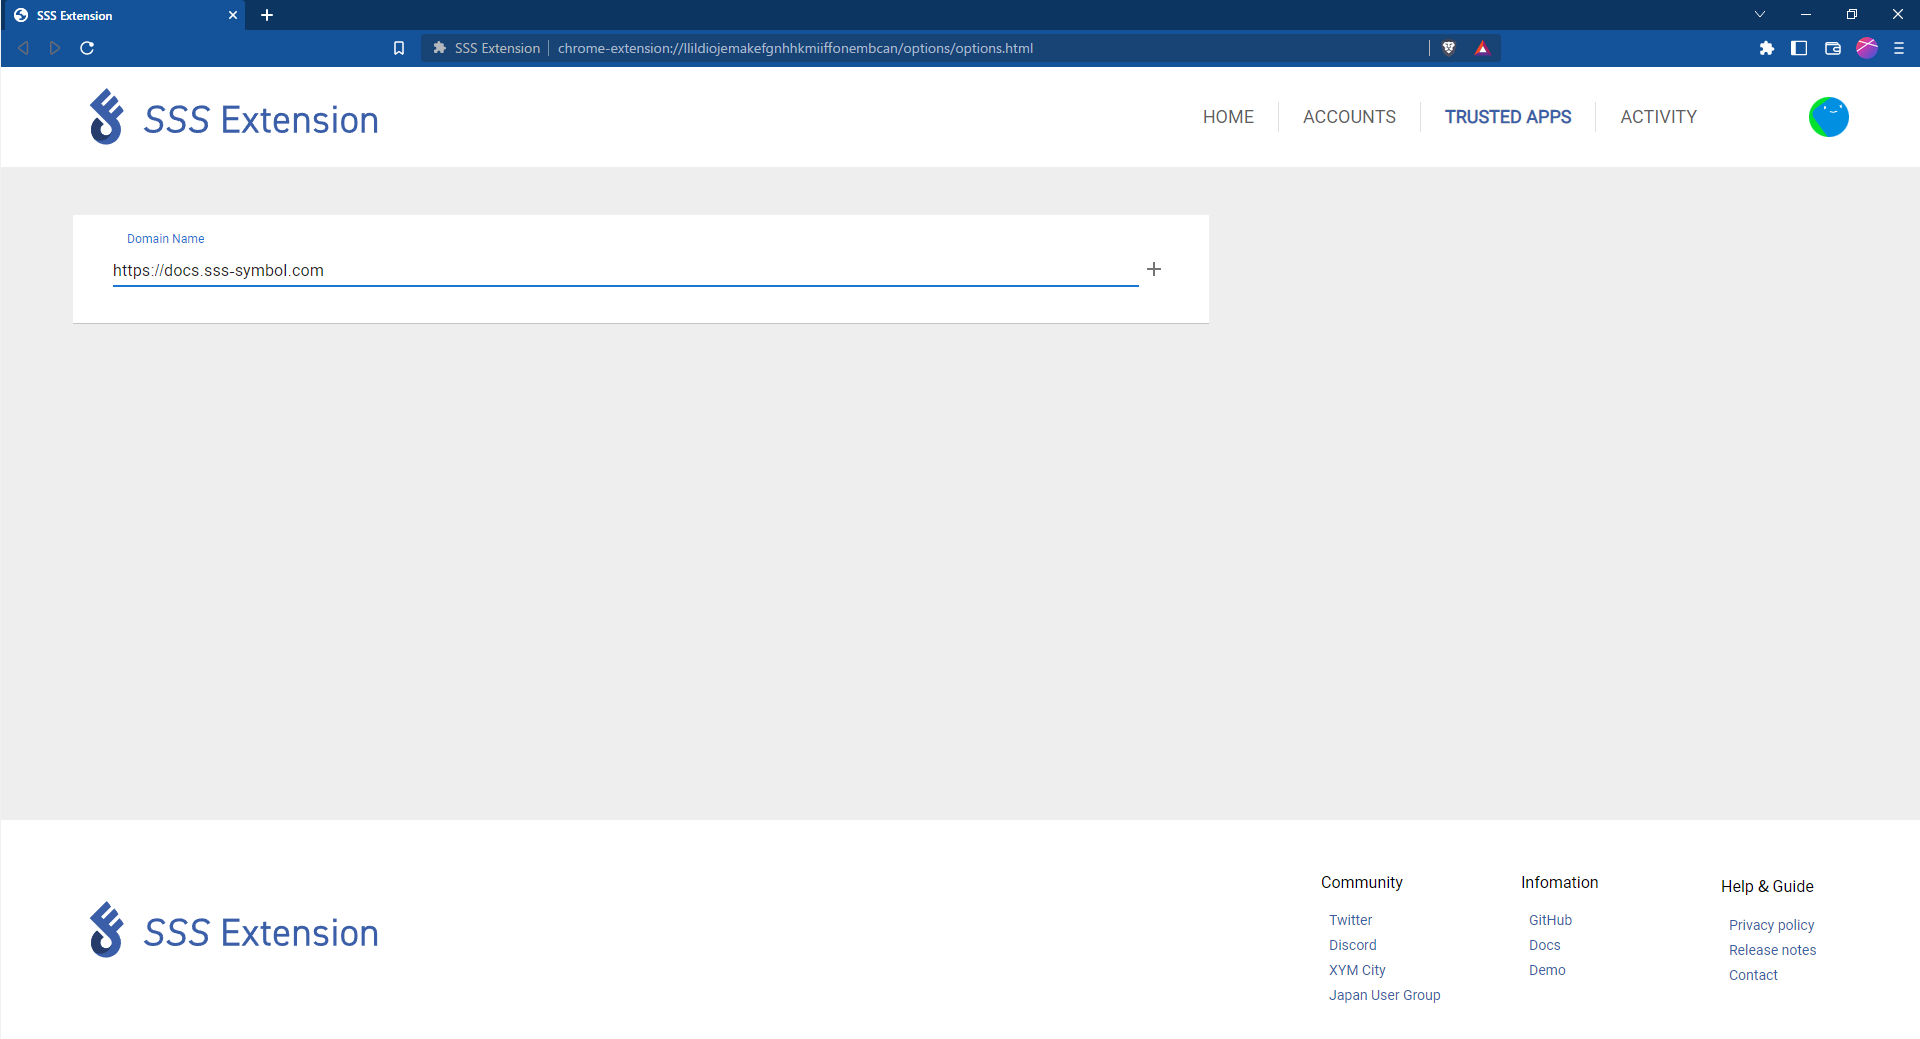 SSS Extension
SSS Extension chrome-extension://llildiojemakefgnhhkmiiffonembcan/options/options.html
SSS Extension
HOME ACCOUNTS TRUSTED APPS ACTIVITY
Domain Name
https://docs.sss-symbol.com
SSS Extension
Community
Twitter
Discord
XYM City
Japan User Group
Infomation
GitHub
Docs
Demo
Help & Guide
Privacy policy
Release notes
Contact